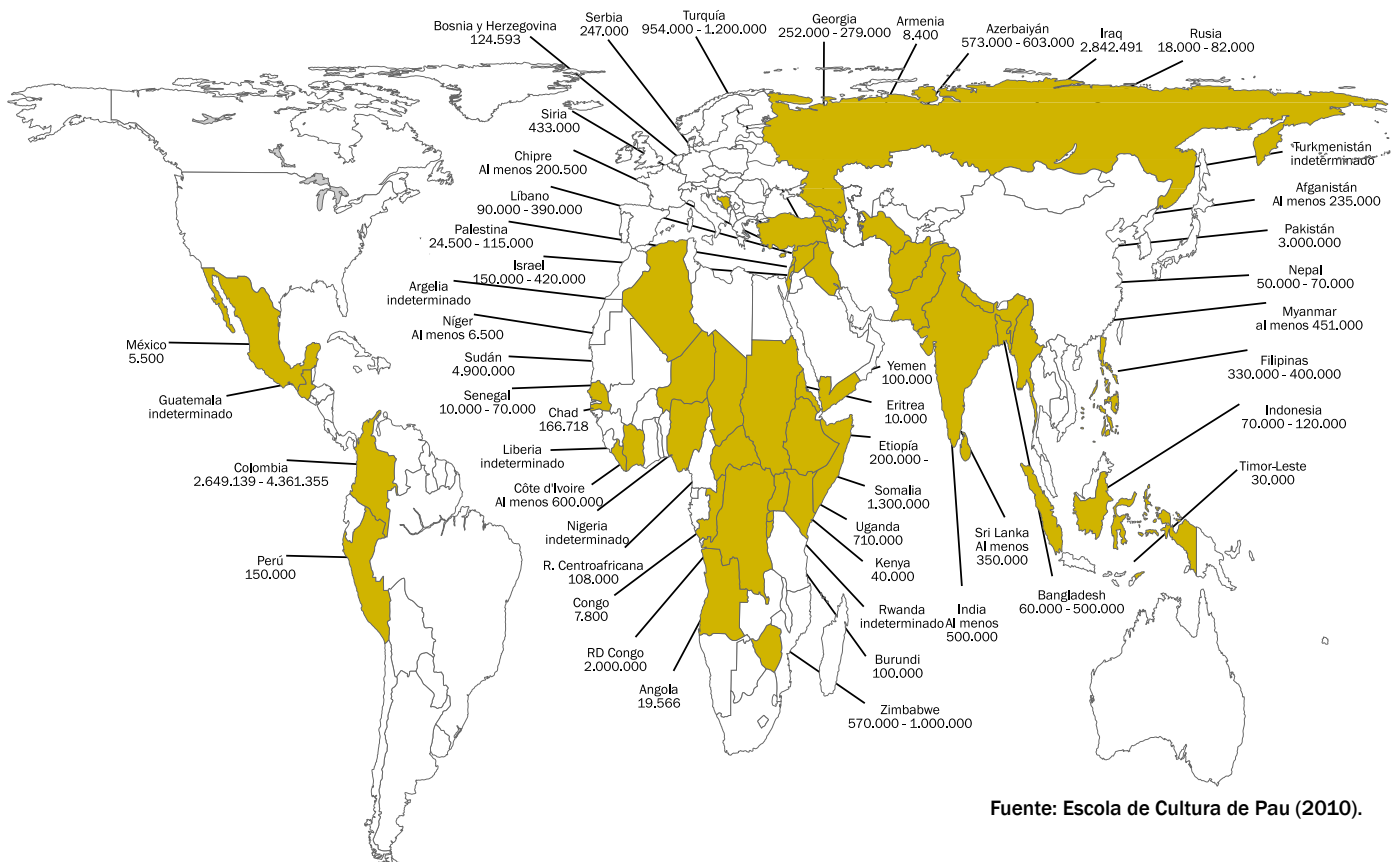 Bosnia y Herzegovina
124.593
Serbia
247.000
Turquía
954.000 - 1.200.000
Georgia
252.000 - 279.000
Armenia
8.400
Azerbaiyán
573.000 - 603.000
Iraq
2.842.491
Rusia
18.000 - 82.000
Siria
433.000
Chipre
Al menos 200.500
Líbano
90.000 - 390.000
Palestina
24.500 - 115.000
Israel
150.000 - 420.000
Argelia
indeterminado
Níger
Al menos 6.500
Sudán
4.900.000
Senegal
10.000 - 70.000
Chad
166.718
Liberia
indeterminado
Côte d'Ivoire
Al menos 600.000
Nigeria
indeterminado
R. Centroafricana
108.000
Congo
7.800
RD Congo
2.000.000
Angola
19.566
México
5.500
Guatemala
indeterminado
Colombia
2.649.139 - 4.361.355
Perú
150.000
Turkmenistán
indeterminado
Afganistán
Al menos 235.000
Pakistán
3.000.000
Nepal
50.000 - 70.000
Myanmar
al menos 451.000
Filipinas
330.000 - 400.000
Indonesia
70.000 - 120.000
Timor-Leste
30.000
Yemen
100.000
Eritrea
10.000
Etiopía
200.000 -
Somalia
1.300.000
Uganda
710.000
Kenya
40.000
Rwanda
indeterminado
Burundi
100.000
Zimbabwe
570.000 - 1.000.000
India
Al menos
500.000
Sri Lanka
Al menos
350.000
Bangladesh
60.000 - 500.000
Fuente: Escola de Cultura de Pau (2010).